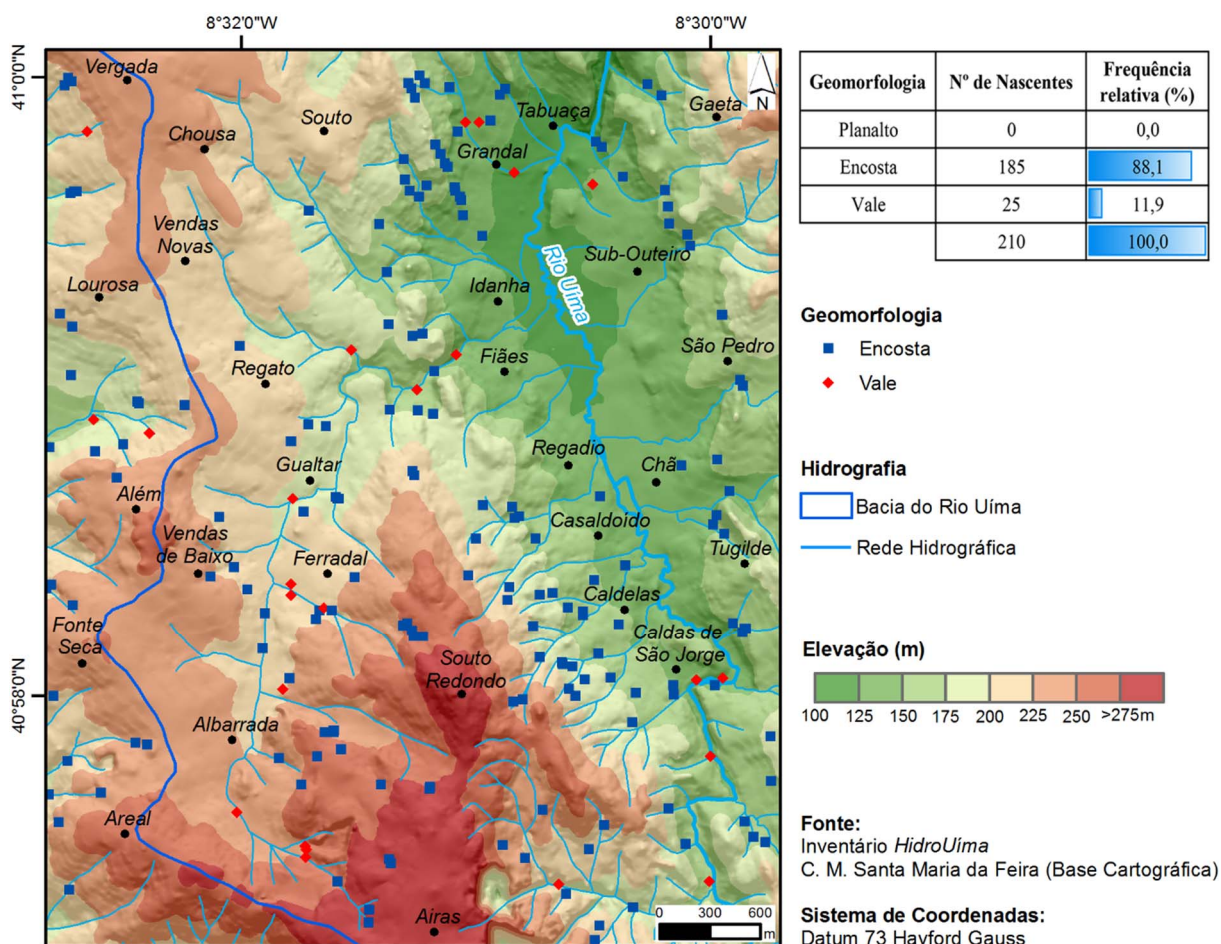 8°32'0"W
8°30'0"W
41°0'0"N
40°58'0"N
N
Vergada
Chousa
Souto
Tabuaça
Gaeta
Grandal
Vendas
Novas
Sub-Outeiro
Rio Uíma
Lourosa
Idanha
Regato
Fiães
São Pedro
Gualtar
Regadio
Chã
Além
Vendas
de Baixo
Casaldoido
Ferradal
Tugilde
Caldelas
Fonte
Seca
Caldas de
São Jorge
Souto
Redondo
Albarrada
Areal
Airas
0 300 600
m
Geomorfologia Nº de Nascentes Frequência
relativa (%)
Planalto 0 0,0
Encosta 185 88,1
Vale 25 11,9
210 100,0
Geomorfologia
Encosta
Vale
Hidrografia
Bacia do Rio Uíma
Rede Hidrográfica
Elevação (m)
100 125 150 175 200 225 250 >275m
Fonte:
Inventário HidroUíma
C. M. Santa Maria da Feira (Base Cartográfica)
Sistema de Coordenadas:
Datum 73 Hayford Gauss